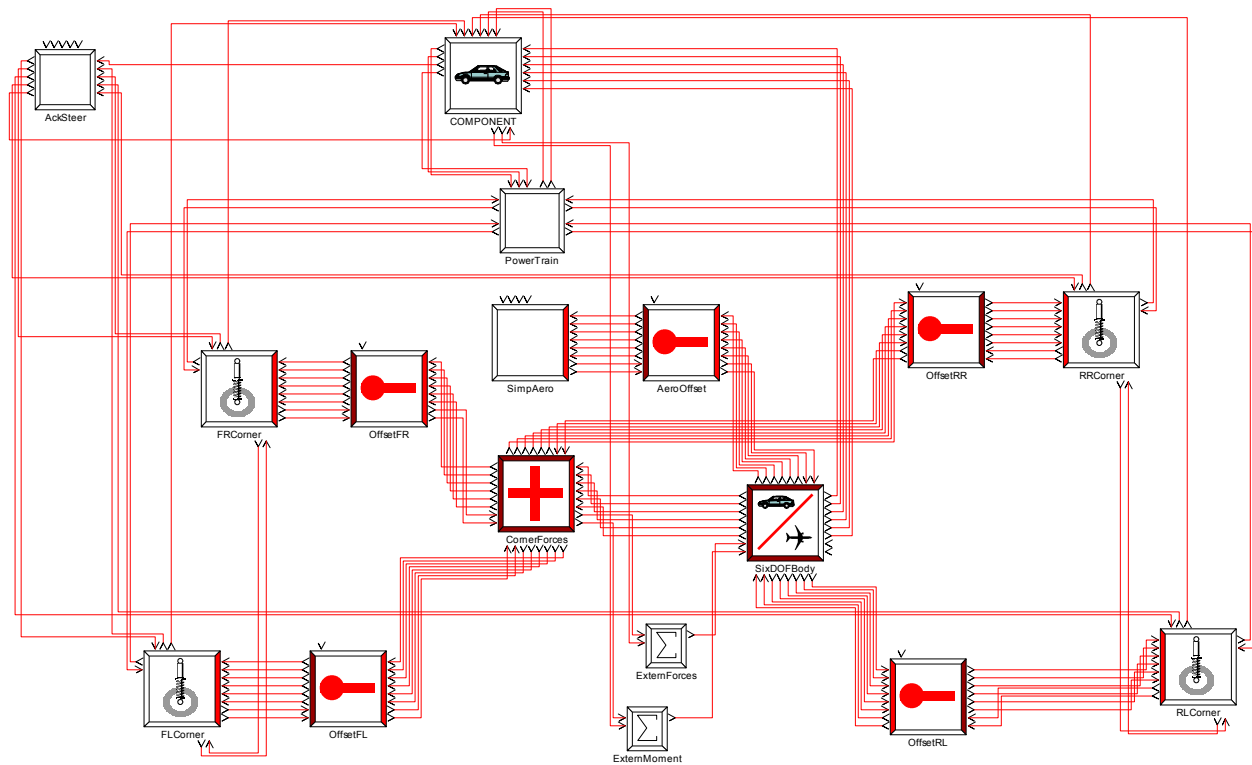 AckSteer
COMPONENT
PowerTrain
SimpAero
AeroOffset
OffsetRR
RRCorner
FRCorner
OffsetFR
CornerForces
SixDOFBody
ExternForces
FLCorner
OffsetFL
ExternMoment
OffsetRL
RLCorner